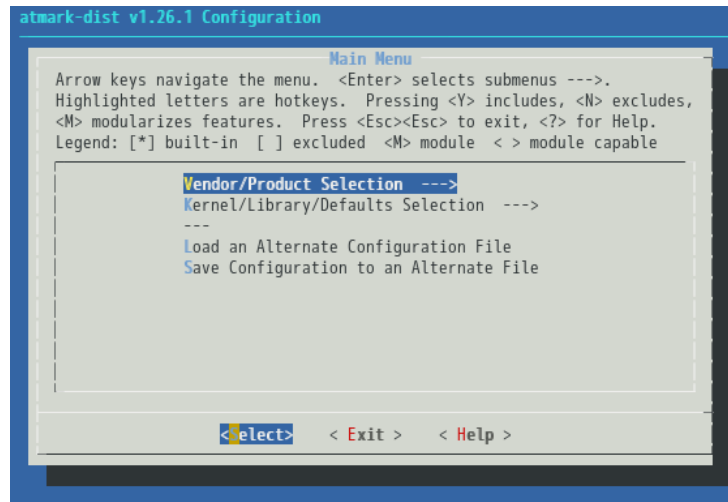 atmark-dist v1.26.1 Configuration
Main Menu
Arrow keys navigate the menu.  <Enter> selects submenus --->.
Highlighted letters are hotkeys.  Pressing <Y> includes, <N> excludes,
<M> modularizes features.  Press <Esc><Esc> to exit, <?> for Help.
Legend: [*] built-in  [ ] excluded  <M> module  < > module capable
Vendor/Product Selection  --->
Kernel/Library/Defaults Selection  --->
---
Load an Alternate Configuration File
Save Configuration to an Alternate File
<Select>    < Exit >    < Help >